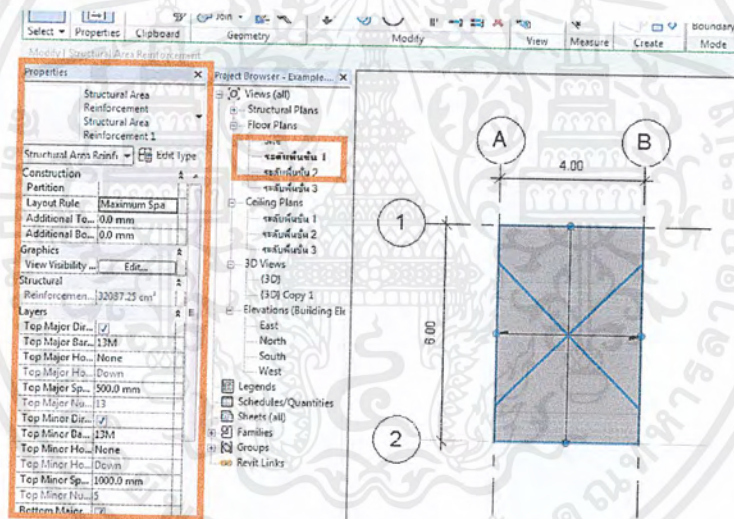 Select ▾ Properties Clipboard Geometry Modify View Measure Create Mode
Join
Boundary
Modify | Structural Area Reinforcement
Properties
Structural Area
Reinforcement
Structural Area
Reinforcement 1
Structural Area Reinf Edit Type
Construction
Partition
Layout Rule Maximum Spa
Additional To... 0.0 mm
Additional Bo... 0.0 mm
Graphics
View Visibility ... Edit...
Structural
Reinforcemen... 32087.25 cm²
Layers
Top Major Dir...
Top Major Bar... 13M
Top Major Ho... None
Top Major Ho... Down
Top Major Sp... 500.0 mm
Top Major Nu... 13
Top Minor Dir...
Top Minor Ba... 13M
Top Minor Ho... None
Top Minor Ho... Down
Top Minor Sp... 1000.0 mm
Top Minor Nu... 5
Bottom Major
Project Browser - Example...
Views (all)
Structural Plans
Floor Plans
Site
ระดับพื้นชั้น 1
ระดับพื้นชั้น 2
ระดับพื้นชั้น 3
Ceiling Plans
ระดับพื้นชั้น 1
ระดับพื้นชั้น 2
ระดับพื้นชั้น 3
3D Views
{3D}
{3D} Copy 1
Elevations (Building Ele
East
North
South
West
Legends
Schedules/Quantities
Sheets (all)
Families
Groups
Revit Links
A
B
4.00
1
6.00
2